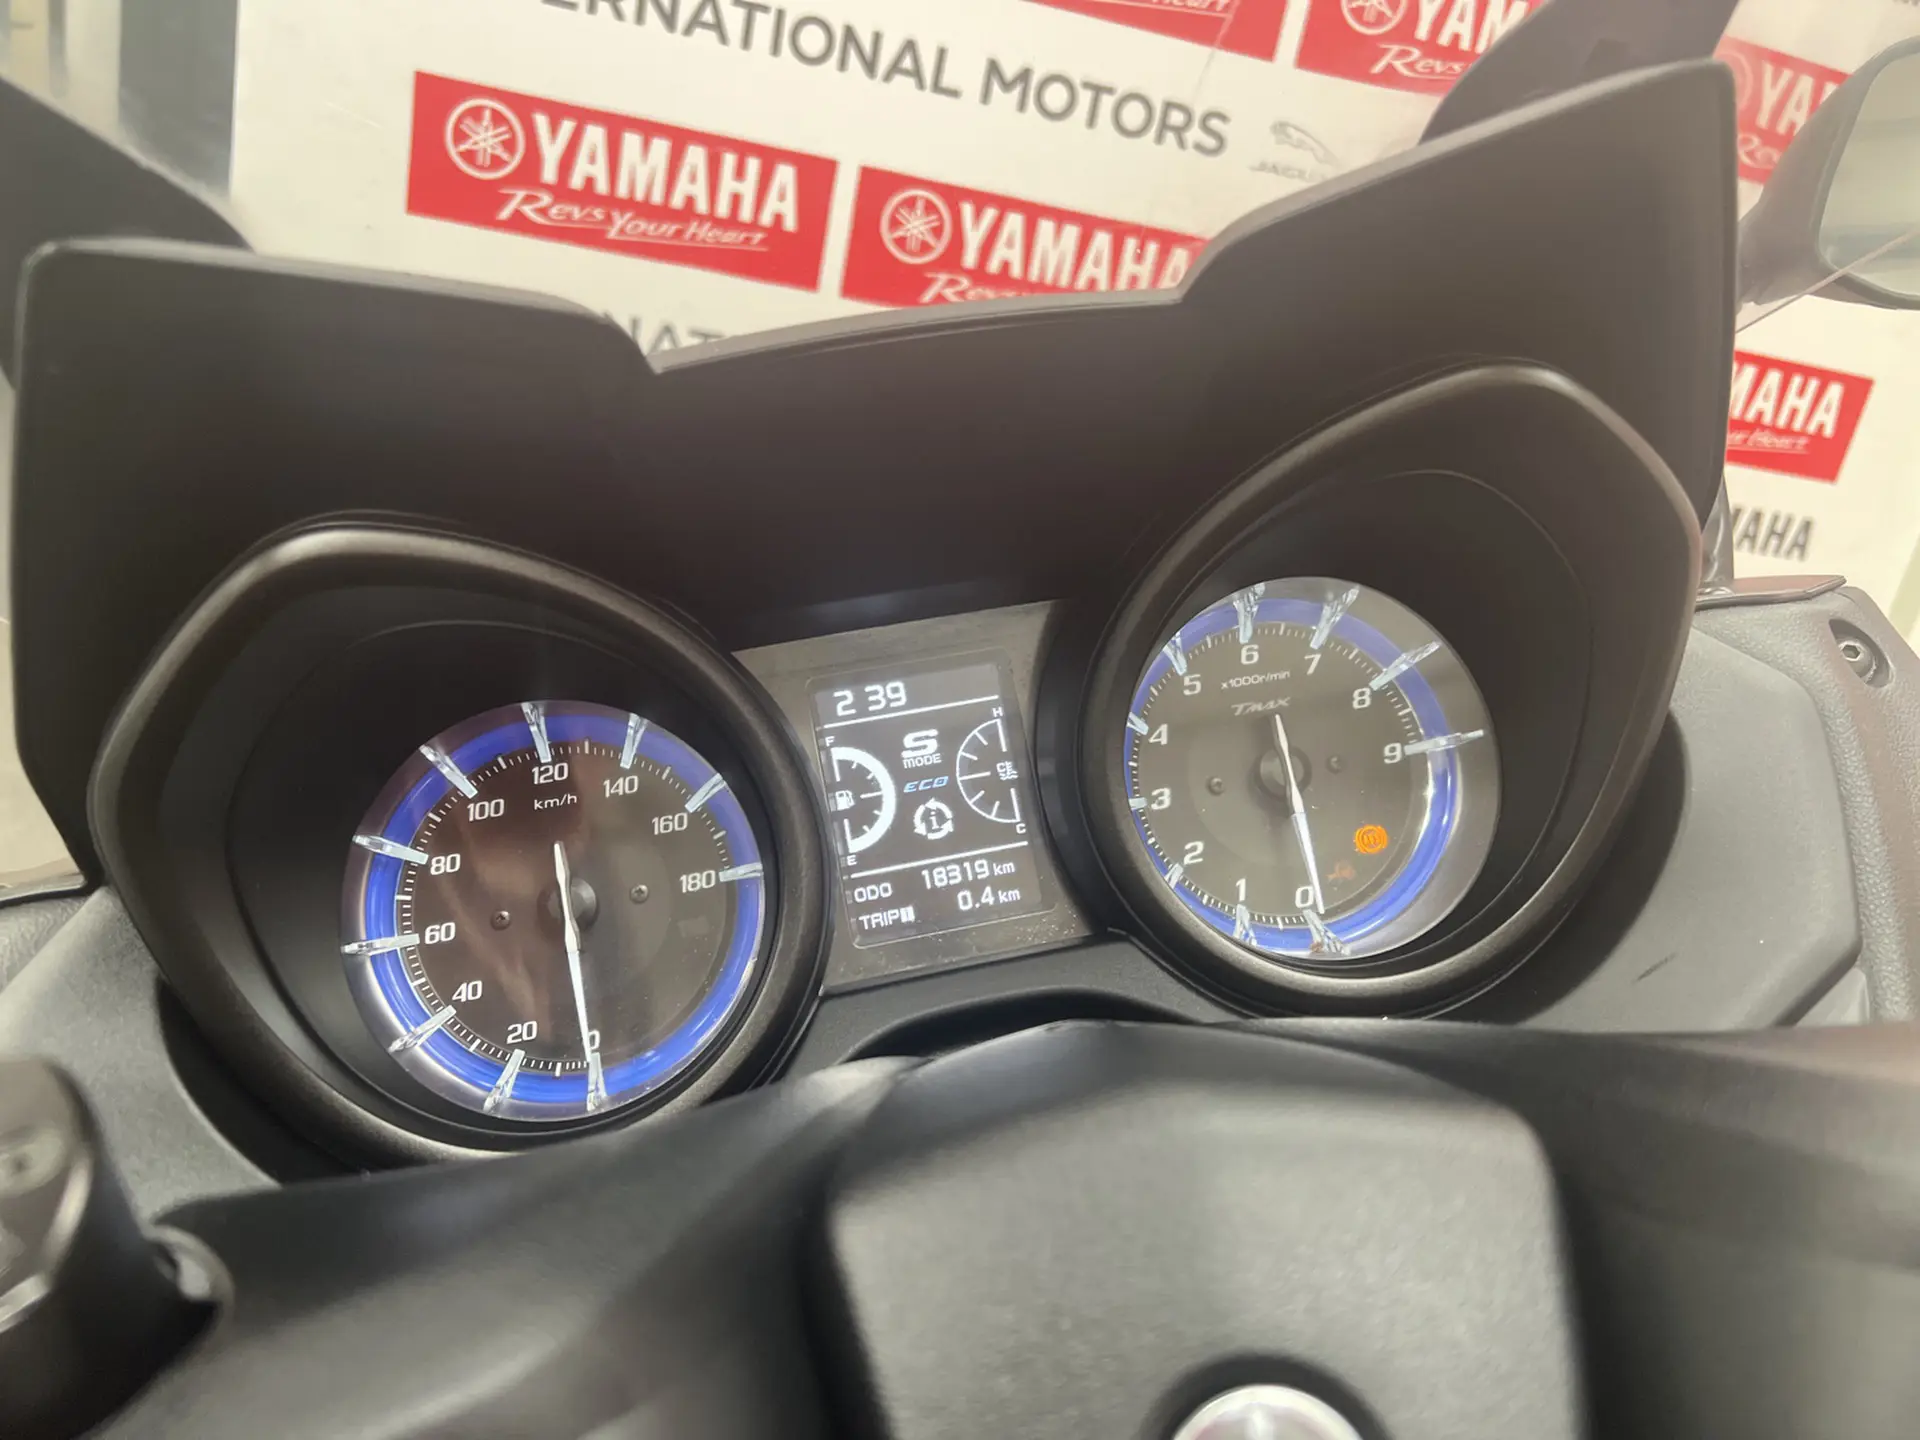 ERNATIONAL MOTORS
YAMAHA
Revs Your Heart
YAMAHA
JAGUAR
YAMAHA
120
140
100
km/h
160
80
180
60
40
20
0
2 39
F
H
S
MODE
ECO
i
E
C
ODO 18319 km
TRIP 0.4 km
6
7
5
x1000r/min
8
TMAX
4
9
3
2
1
0